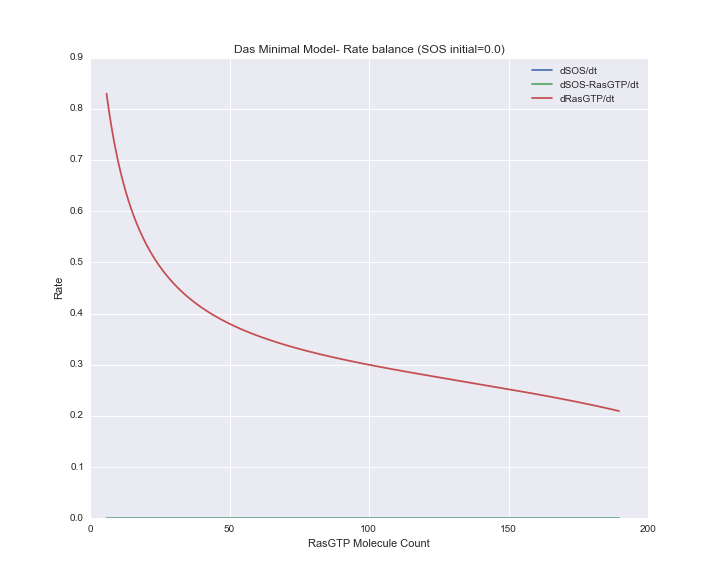 Das Minimal Model- Rate balance (SOS initial=0.0)
dSOS/dt
dSOS-RasGTP/dt
dRasGTP/dt
0.9
0.8
0.7
0.6
0.5
0.4
0.3
0.2
0.1
0.0
Rate
0 50 100 150 200
RasGTP Molecule Count